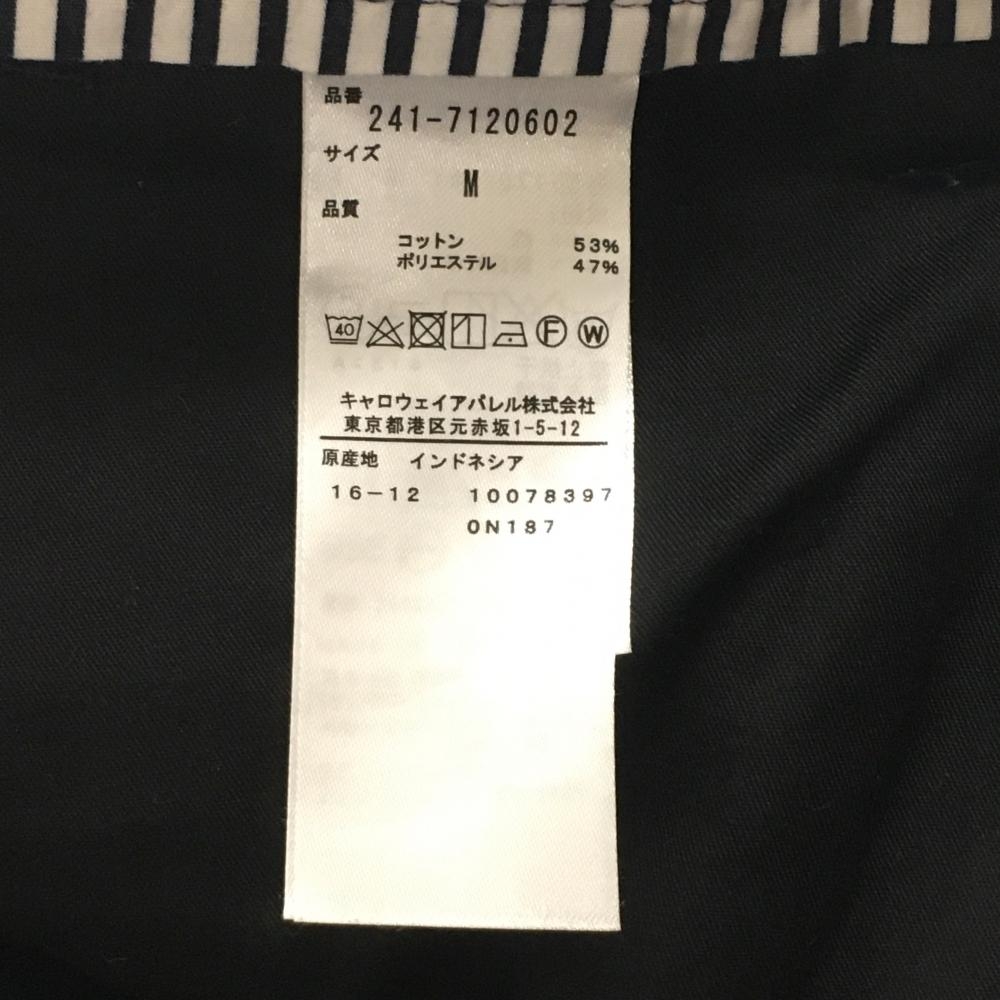 品番
241-7120602
サイズ
M
品質
コットン 53%
ポリエステル 47%
40 F W
キャロウェイアパレル株式会社
東京都港区元赤坂1-5-12
原産地 インドネシア
16-12 10078397
0N187